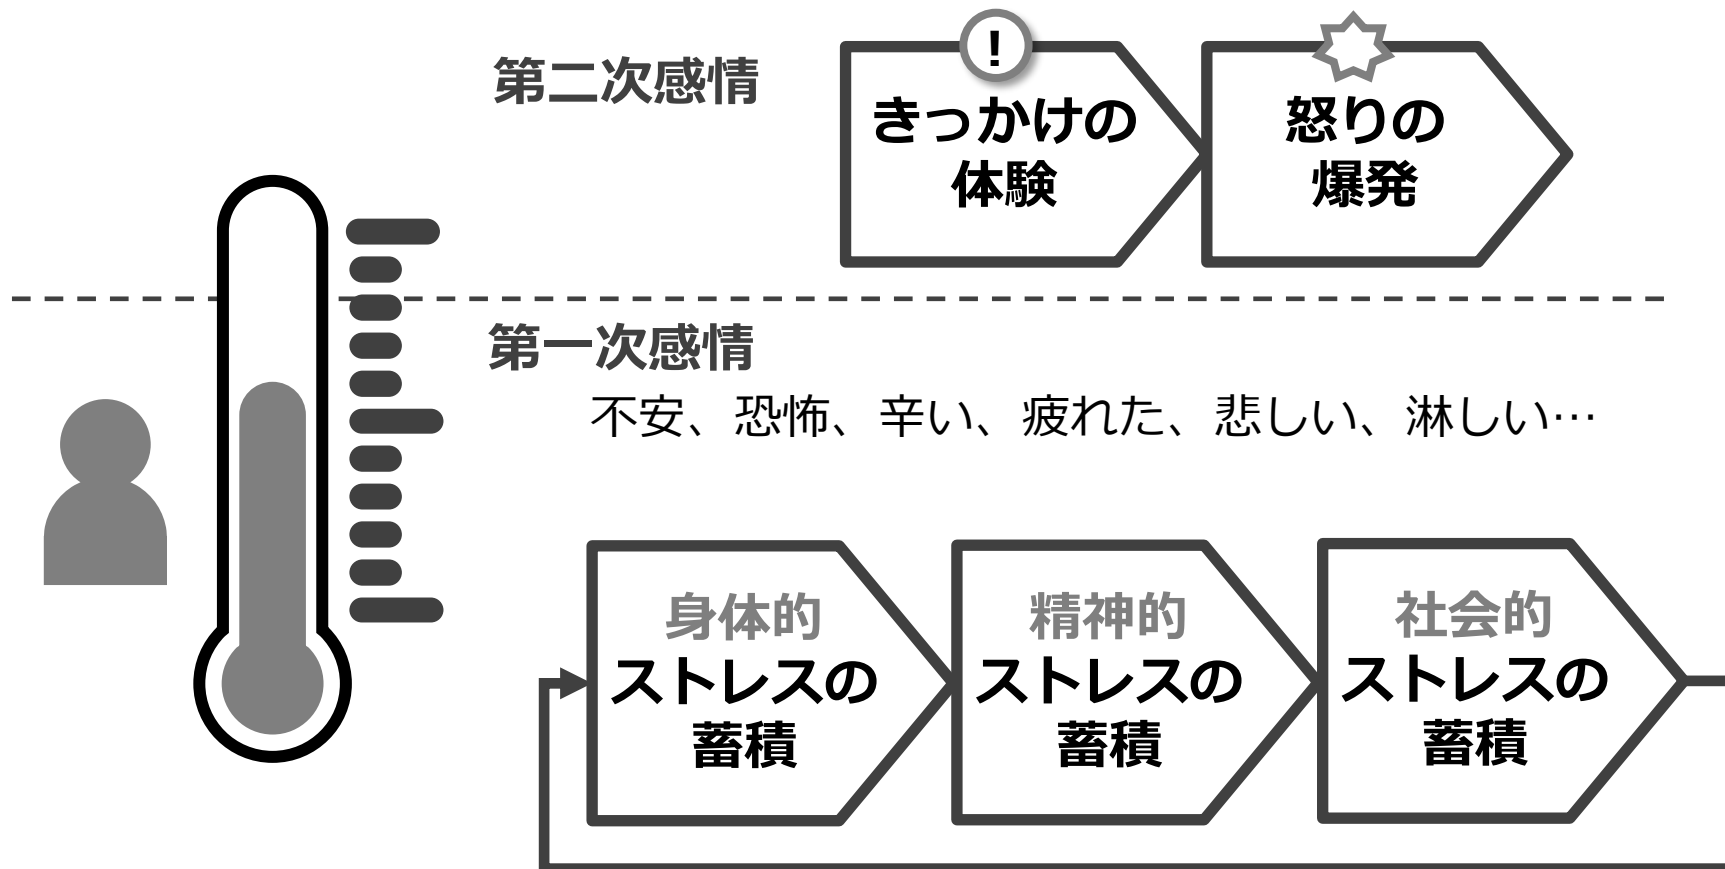 第二次感情
!
きっかけの
体験
怒りの
爆発
第一次感情
不安、恐怖、辛い、疲れた、悲しい、淋しい…
身体的
ストレスの
蓄積
精神的
ストレスの
蓄積
社会的
ストレスの
蓄積